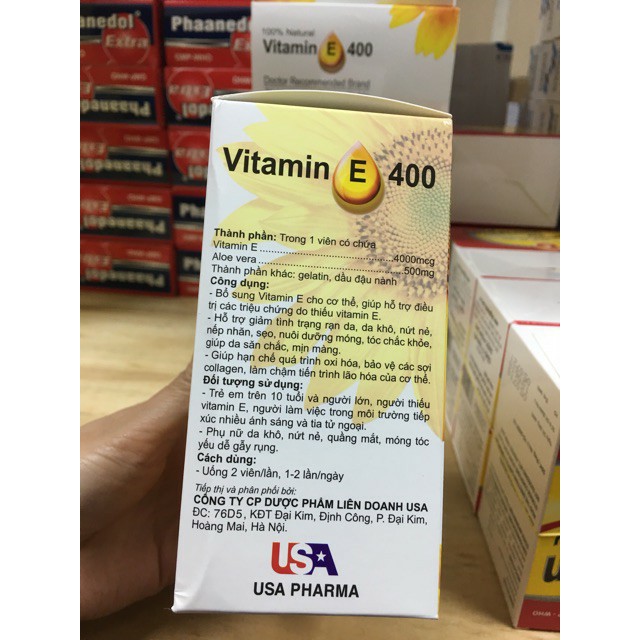 Phaanedol
Extra
Phaanedol
Extra
100% Natural
Vitamin E 400
Doctor Recommended Brand
Vitamin E 400
Thành phần: Trong 1 viên có chứa
Vitamin E..........................................4000mcg
Aloe vera..........................................500mg
Thành phần khác: gelatin, dầu đậu nành
Công dụng:
- Bổ sung Vitamin E cho cơ thể, giúp hỗ trợ điều
trị các triệu chứng do thiếu vitamin E.
- Hỗ trợ giảm tình trạng rạn da, da khô, nứt nẻ,
nếp nhăn, sẹo, nuôi dưỡng móng, tóc chắc khỏe,
giúp da săn chắc, mịn màng.
- Giúp hạn chế quá trình oxi hóa, bảo vệ các sợi
collagen, làm chậm tiến trình lão hóa của cơ thể.
Đối tượng sử dụng:
- Trẻ em trên 10 tuổi và người lớn, người thiếu
vitamin E, người làm việc trong môi trường tiếp
xúc nhiều ánh sáng và tia tử ngoại.
- Phụ nữ da khô, nứt nẻ, quầng mắt, móng tóc
yếu dễ gẫy rụng.
Cách dùng:
- Uống 2 viên/lần, 1-2 lần/ngày
Tiếp thị và phân phối bởi:
CÔNG TY CP DƯỢC PHẨM LIÊN DOANH USA
ĐC: 76D5, KĐT Đại Kim, Định Công, P. Đại Kim,
Hoàng Mai, Hà Nội.
USA
USA PHARMA